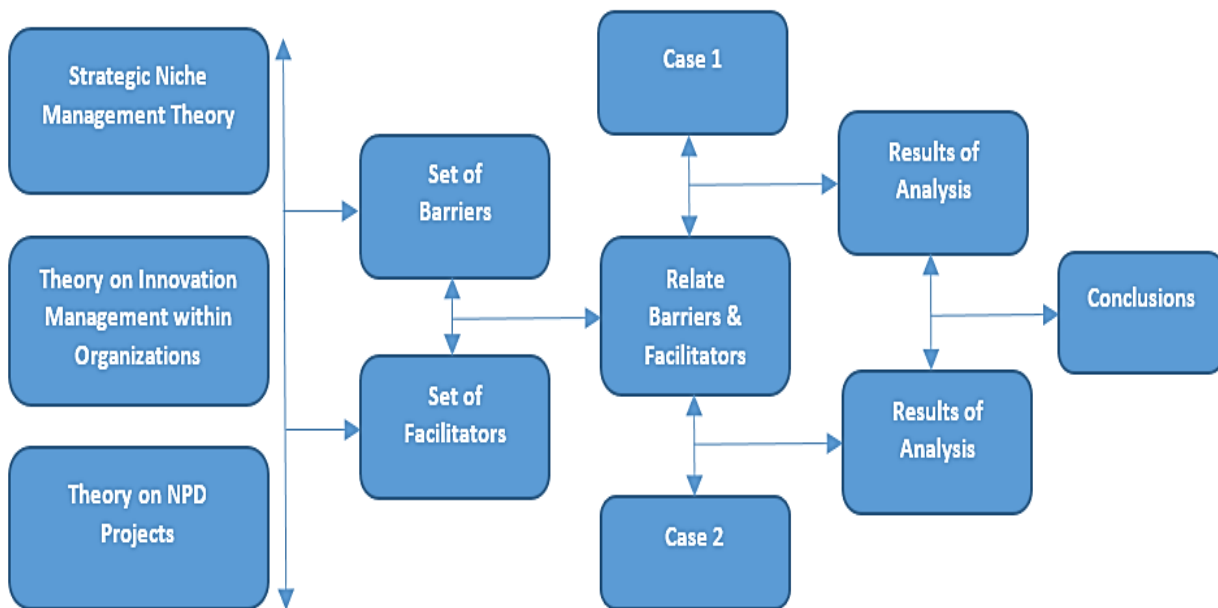 Strategic Niche
Management Theory
Theory on Innovation
Management within
Organizations
Theory on NPD
Projects
Set of
Barriers
Set of
Facilitators
Case 1
Relate
Barriers &
Facilitators
Case 2
Results of
Analysis
Results of
Analysis
Conclusions